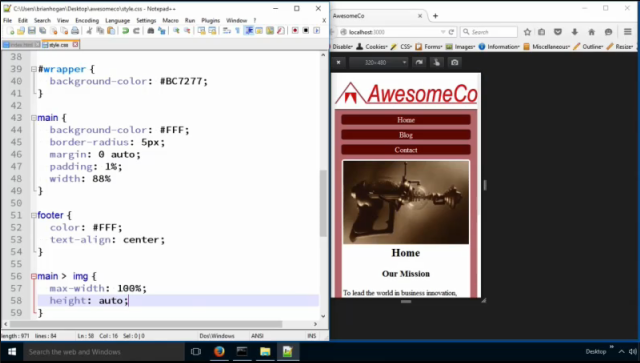 C:\Users\brianhogan\Desktop\awesomeco\style.css - Notepad++
File Edit Search View Encoding Language Settings Macro Run Plugins Window ?
style.css
38
39 #wrapper {
40 background-color: #BC7277;
41 }
42
43 main {
44 background-color: #FFF;
45 border-radius: 5px;
46 margin: 0 auto;
47 padding: 1%;
48 width: 88%
49 }
50
51 footer {
52 color: #FFF;
53 text-align: center;
54 }
55
56 main > img {
57 max-width: 100%;
58 height: auto;
59 }
length : 971 lines : 84
Ln : 58 Col : 16 Sel : 0 | 0
Dos\Windows
ANSI
INS
AwesomeCo
Disable
Cookies
CSS
Forms
Images
Information
Miscellaneous
Outline
Resize
320×480
AwesomeCo
Home
Blog
Contact
Home
Our Mission
To lead the world in business innovation,
Search the web and Windows
Desktop